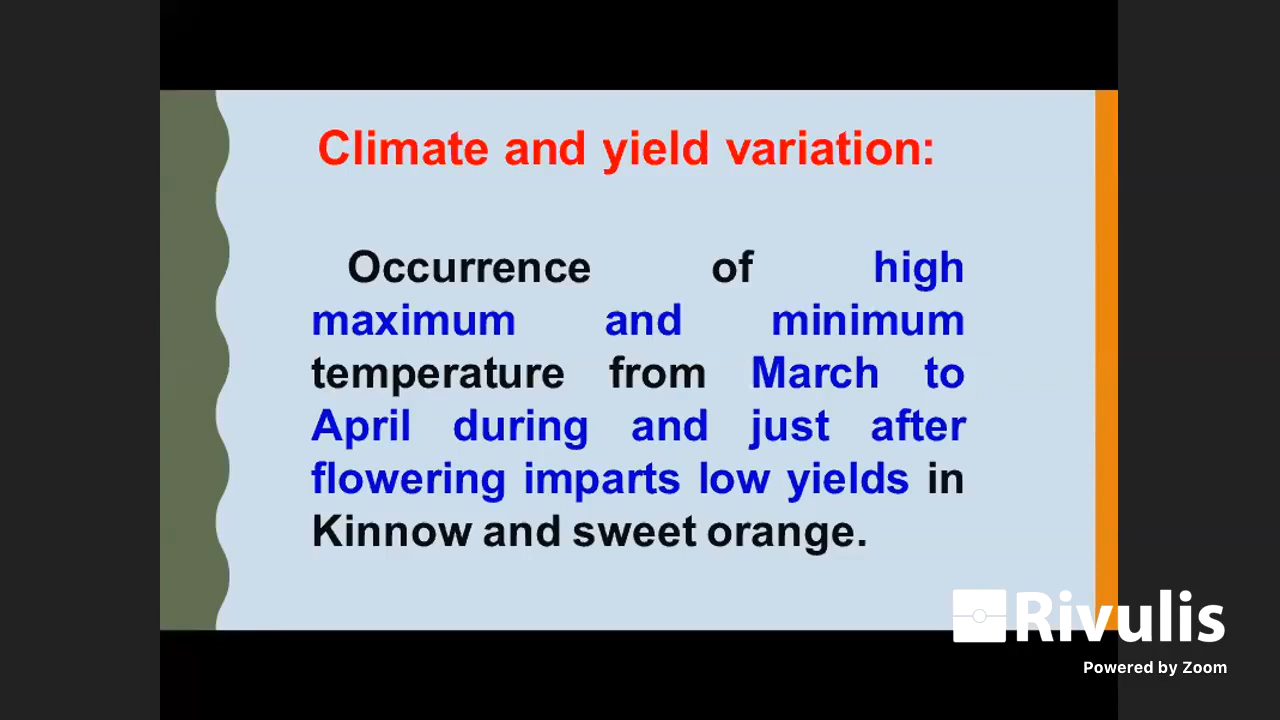 Climate and yield variation:
Occurrence of high
maximum and minimum
temperature from March to
April during and just after
flowering imparts low yields in
Kinnow and sweet orange.
Rivulis
Powered by Zoom